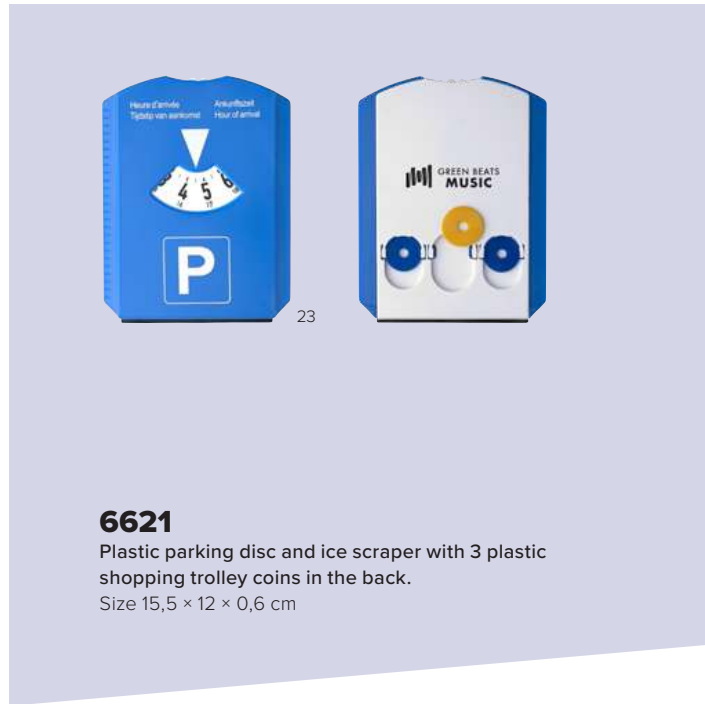 Heure d'arrivée Ankunftszeit
Tijdstip van aankomst Hour of arrival
3 4 5 6
P
23
GREEN BEATS
MUSIC
6621
Plastic parking disc and ice scraper with 3 plastic
shopping trolley coins in the back.
Size 15,5 × 12 × 0,6 cm